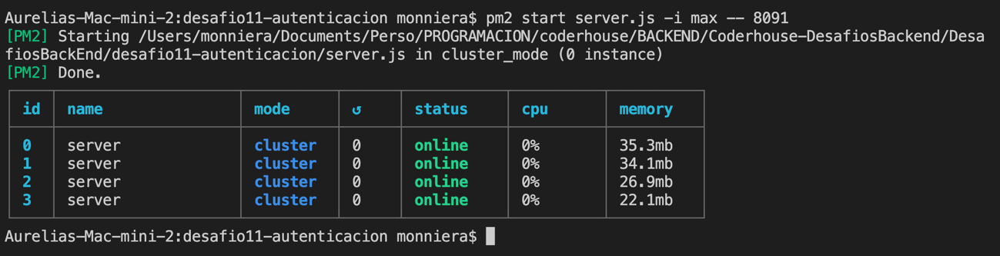 Aurelias-Mac-mini-2:desafio11-autenticacion monniera$ pm2 start server.js -i max -- 8091
[PM2] Starting /Users/monniera/Documents/Perso/PROGRAMACION/coderhouse/BACKEND/Coderhouse-DesafiosBackend/Desa
fiosBackEnd/desafio11-autenticacion/server.js in cluster_mode (0 instance)
[PM2] Done.
id name mode ↺ status cpu memory
0 server cluster 0 online 0% 35.3mb
1 server cluster 0 online 0% 34.1mb
2 server cluster 0 online 0% 26.9mb
3 server cluster 0 online 0% 22.1mb
Aurelias-Mac-mini-2:desafio11-autenticacion monniera$